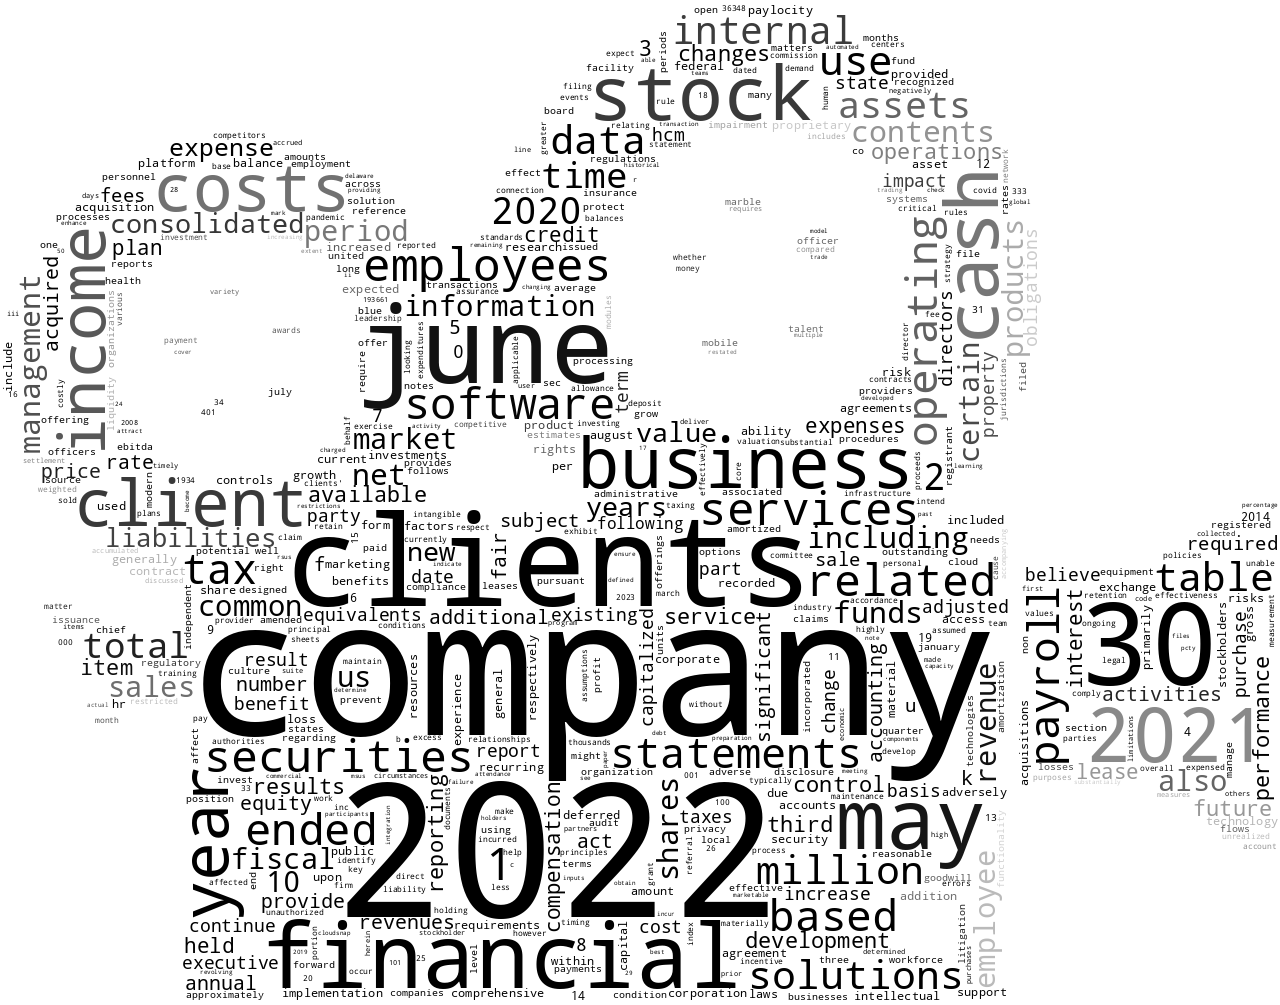 open 36348 paylocity
internal
3 changes matters automated months centers
expect able periods commission use fund
facility federal teams dated demand state provided recognized
filing events stock human negatively
rule 18 many assets
board greater relating transaction impairment proprietary contents
competitors accrued data hcm statement includes
expense line regulations co operations
platform base balance amounts employment effect time historical r asset 12
personnel costs delaware across connection insurance impact trading check covid 333 network
days fees 28 providing solution 2020 protect marble requires systems critical rules rates global
acquisition processes enhance mark pandemic reference standards credit balances
consolidated period remaining research issued model officer compared trade
one 50 plan investment increasing extent increased reported employees whether money operating cash file products obligations
reports united long 11 transactions assurance changing average
iii management acquired income health various variety expected 193661 information modules
blue leadership 5 0 june fee 31 directors strategy
include 16 payment cover awards offer require looking expenditures applicable processing talent multiple director certain property
july notes user sec allowance mobile restated risk contracts filed jurisdictions
costly liquidity organizations 24 34 401 7 software term deposit grow providers developed agreements
offering 2008 attract exercise activity competitive product investing deliver expenses
officers ebitda behalf market estimates august 17 value ability valuation substantial procedures
settlement price rate timely charged current investments rights business registrant learning
source weighted 1934 controls growth clients' net provides follows per effectively core proceeds 2
sold used modern plans become client restrictions available administrative associated infrastructure intend
liabilities claim party retain form intangible factors respect subject years taxing services past percentage
accumulated generally contract discussed potential well rsus 15 currently exhibit following amortized including included 2014
tax right f paid marketing new indicate fair clients ensure offerings options committee sale outstanding personal needs cloud cause accompanying collected registered required
share designed benefits date compliance leases pursuant defined 2023 march part recorded related policies unable
matter issuance independent common 6 equivalents additional existing service industry accordance funds adjusted believe equipment exchange table
items 000 chief provider amended conditions program units claims highly access team first retention code effectiveness risks
total 9 principal sheets company note 19 assumed january non values payroll interest ongoing 30 files pcty stockholders purchase gross measurement
item regulatory training result culture suite maintain us resources capitalized corporate significant 11 made capacity legal primarily
sales restricted number determine prevent experience general respectively assumptions profit without incorporated change economic accounting material u comply activities performance
actual hr month pay benefit loss states regarding relationships debt preparation quarter components develop technologies revenue amortization acquisitions section parties 2021 limitations 4
affect authorities securities b excess report thousands might paper statements k losses purposes lease overall expensed manage
invest 33 commercial msus circumstances attendance recurring see organization 001 adverse disclosure meeting typically control basis adversely substantially also measures others
position year results work equity inc participants reporting documents failure make holders compensation deferred 100 due accounts maintenance may 13 future
ended 2022 using incurred partners audit shares taxes privacy third high functionality flows technology
fiscal public identify integration 1 help act principles referral local 26 security process reasonable unrealized account
affected end 10 upon key firm direct liability c less terms inputs obtain grant million goodwill errors
provide unauthorized holding amount effective marketable increase employee addition
continue revenues requirements timing incur materially based
held 2019 portion cloudsnap herein stockholder however 8 capital cost index development litigation
executive revolving forward financial 101 25 level within payments best agreement three determined workforce
annual 20 occur 29 prior incentive solutions purchases
approximately implementation companies comprehensive 14 condition corporation laws businesses intellectual support